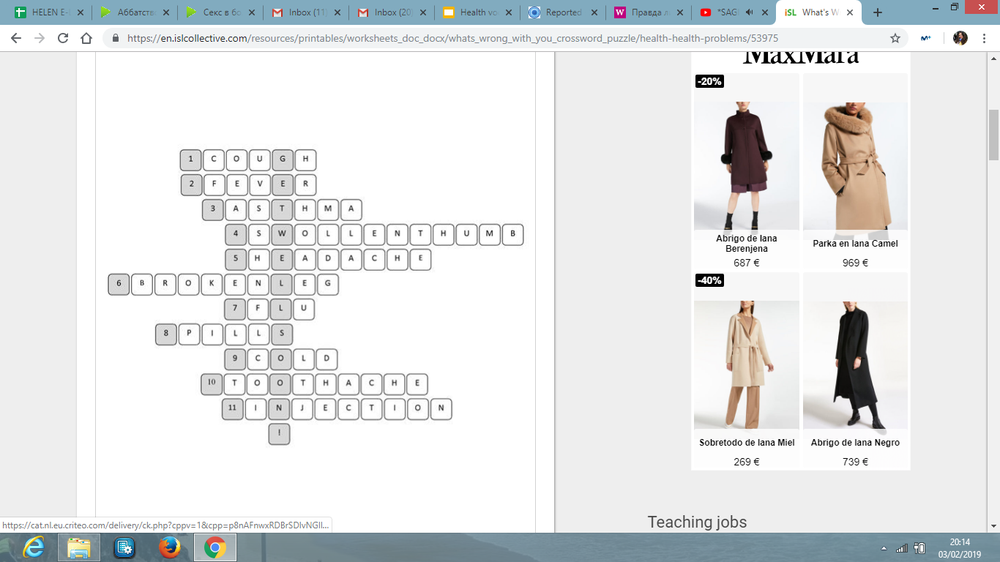 HELEN E-
Аббатств
Секс в бо
Inbox (11
Inbox (20
Health vo
Reported
Правда л
*SAG
iSL What's W
https://en.islcollective.com/resources/printables/worksheets_doc_docx/whats_wrong_with_you_crossword_puzzle/health-health-problems/53975
1 C O U G H
2 F E V E R
3 A S T H M A
4 S W O L L E N T H U M B
5 H E A D A C H E
6 B R O K E N L E G
7 F L U
8 P I L L S
9 C O L D
10 T O O T H A C H E
11 I N J E C T I O N
!
MaxMara
-20%
Abrigo de lana
Berenjena
687 €
Parka en lana Camel
969 €
-40%
Sobretodo de lana Miel
269 €
Abrigo de lana Negro
739 €
Teaching jobs
https://cat.nl.eu.criteo.com/delivery/ck.php?cppv=1&cpp=p8nAFnwxRDBrSDlvNGll...
20:14
03/02/2019